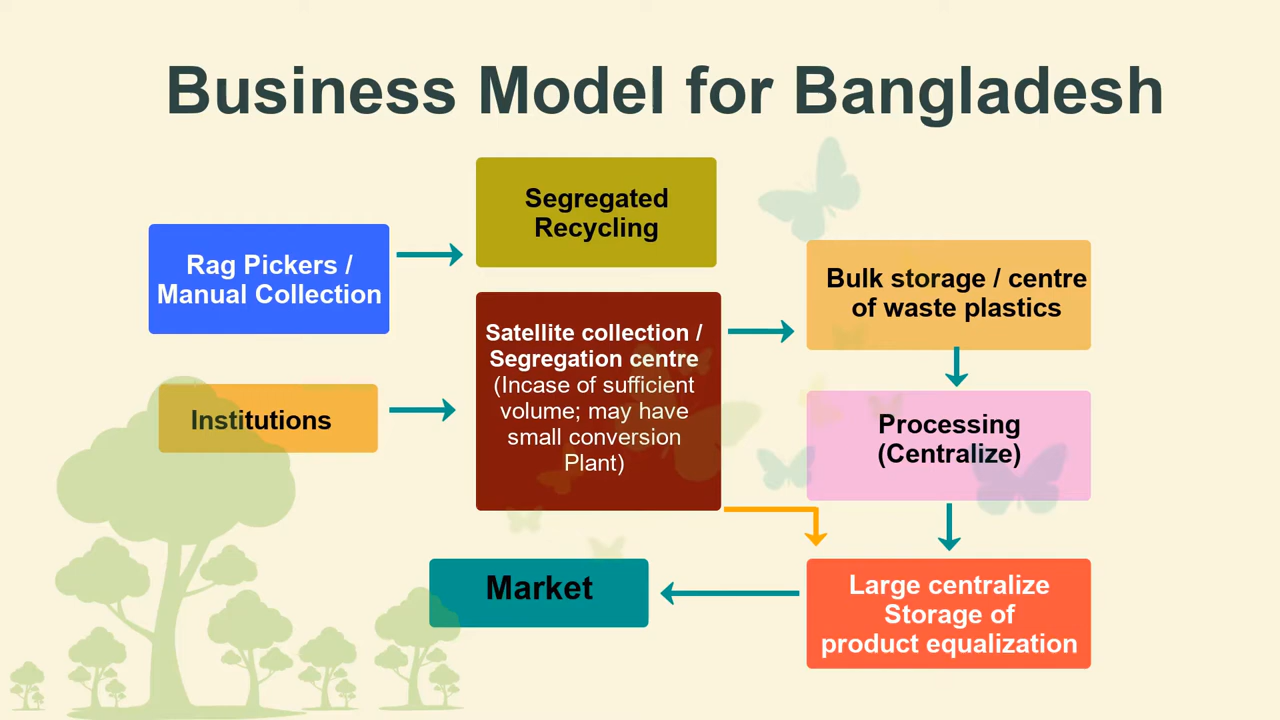 Business Model for Bangladesh
Segregated
Recycling
Rag Pickers /
Manual Collection
Bulk storage / centre
of waste plastics
Satellite collection /
Segregation centre
(Incase of sufficient
volume; may have
small conversion
Plant)
Institutions
Processing
(Centralize)
Market
Large centralize
Storage of
product equalization